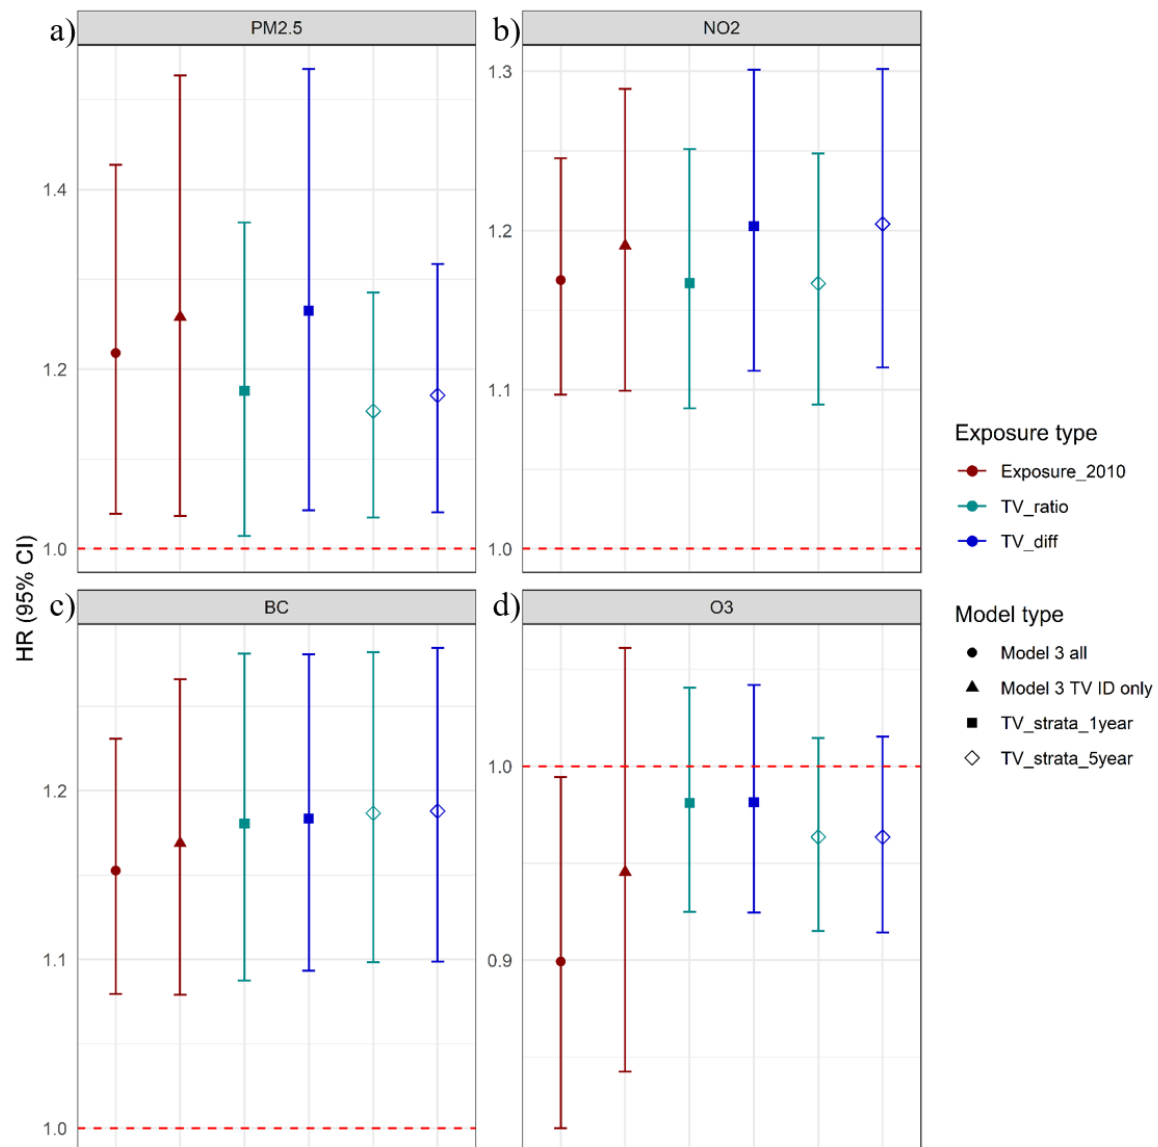 a)
PM2.5
b)
NO2
1.4
1.2
1.0
1.3
1.2
1.1
1.0
c)
BC
d)
O3
1.2
1.1
1.0
1.0
0.9
HR (95% CI)
Exposure type
Exposure_2010
TV_ratio
TV_diff
Model type
Model 3 all
Model 3 TV ID only
TV_strata_1year
TV_strata_5year